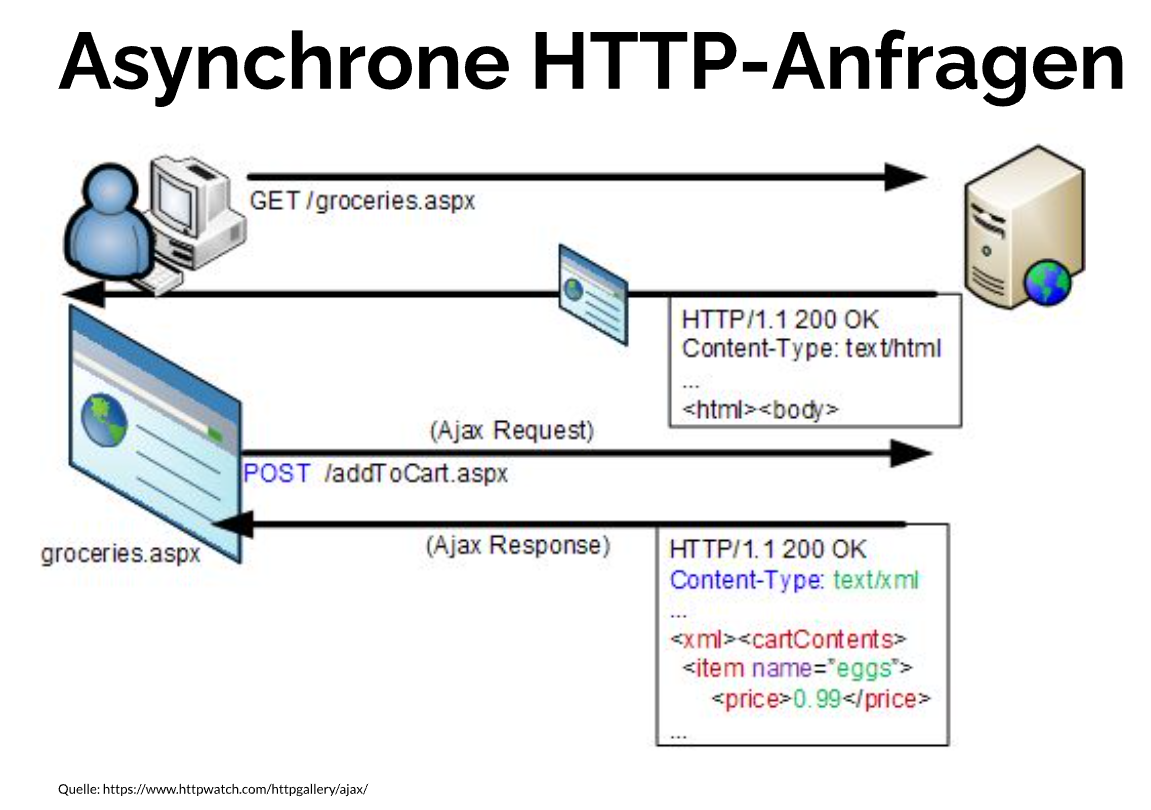 Asynchrone HTTP-Anfragen
GET /groceries.aspx
HTTP/1.1 200 OK
Content-Type: text/html
...
<html><body>
(Ajax Request)
POST /addToCart.aspx
groceries.aspx
(Ajax Response)
HTTP/1.1 200 OK
Content-Type: text/xml
...
<xml><cartContents>
<item name="eggs">
<price>0.99</price>
...
Quelle: https://www.httpwatch.com/httpgallery/ajax/